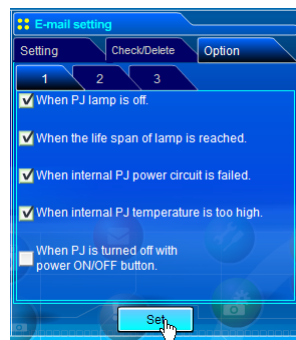 E-mail setting
Setting Check/Delete Option
1 2 3
When PJ lamp is off.
When the life span of lamp is reached.
When internal PJ power circuit is failed.
When internal PJ temperature is too high.
When PJ is turned off with
power ON/OFF button.
Set